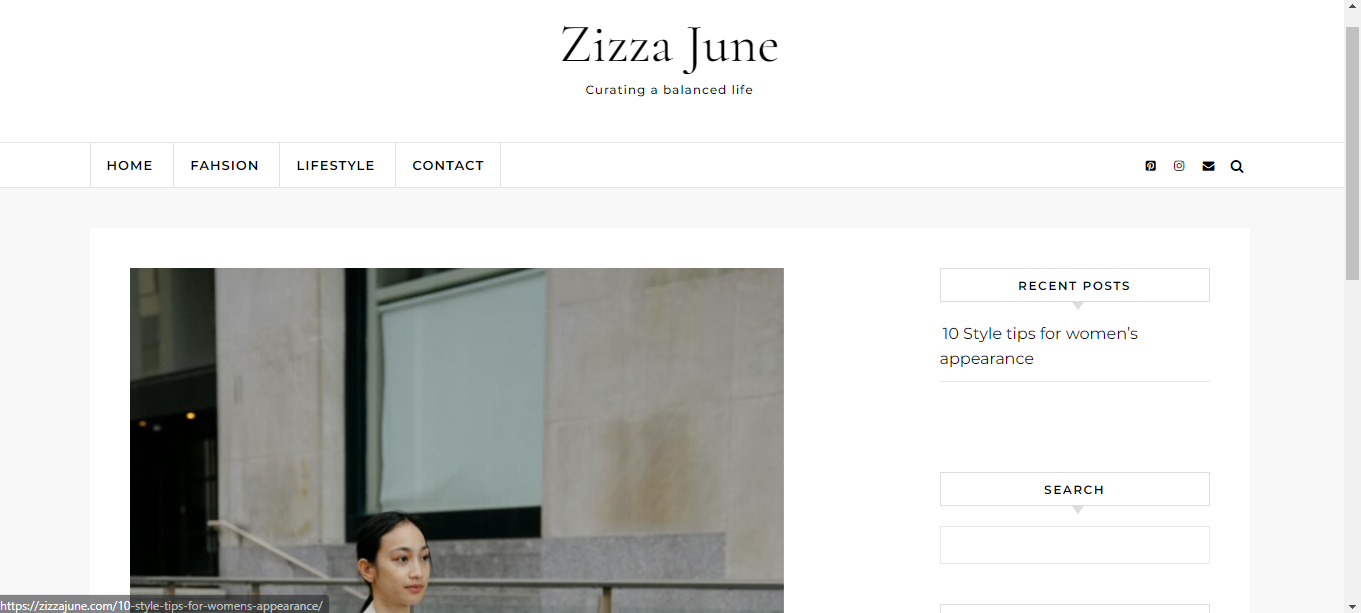 Zizza June
Curating a balanced life
HOME FAHSION LIFESTYLE CONTACT
RECENT POSTS
10 Style tips for women’s
appearance
SEARCH
https://zizzajune.com/10-style-tips-for-womens-appearance/